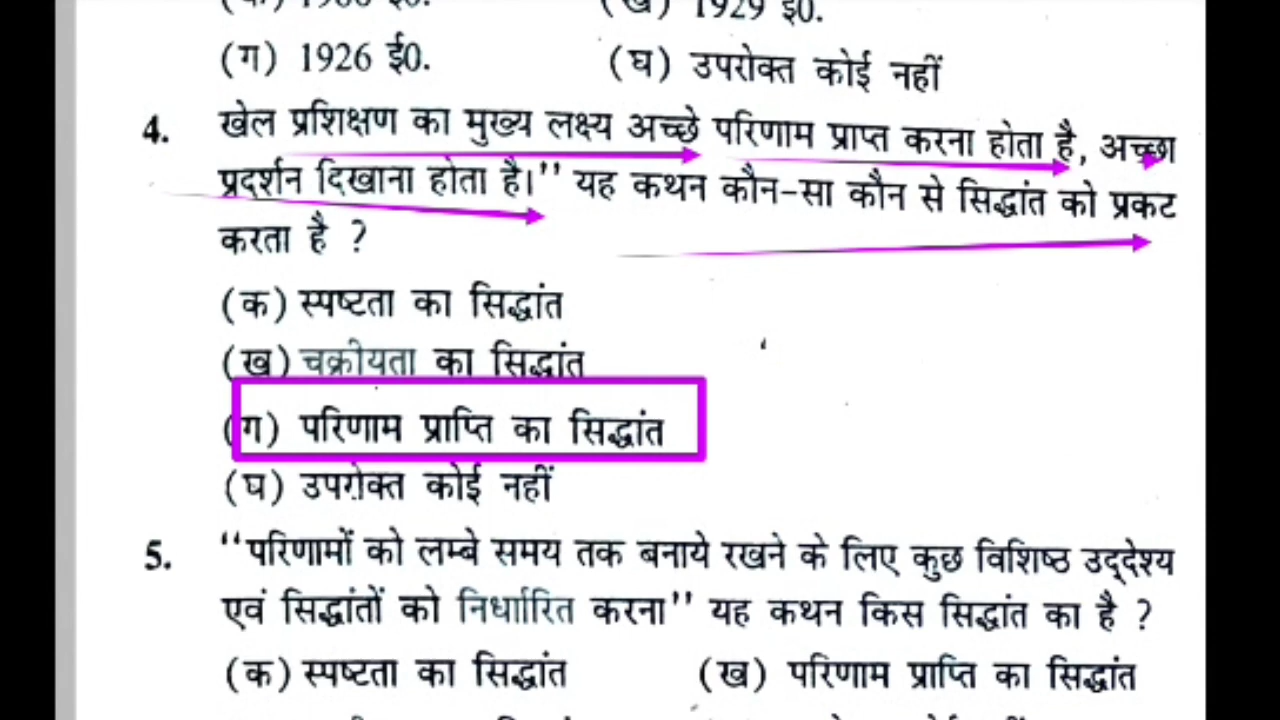 1929 ई0.
(ग) 1926 ई0. (घ) उपरोक्त कोई नहीं
4. खेल प्रशिक्षण का मुख्य लक्ष्य अच्छे परिणाम प्राप्त करना होता है, अच्छा
प्रदर्शन दिखाना होता है।'' यह कथन कौन-सा कौन से सिद्धांत को प्रकट
करता है ?
(क) स्पष्टता का सिद्धांत
(ख) चक्रीयता का सिद्धांत
(ग) परिणाम प्राप्ति का सिद्धांत
(घ) उपरोक्त कोई नहीं
5. ''परिणामों को लम्बे समय तक बनाये रखने के लिए कुछ विशिष्ठ उद्देश्य
एवं सिद्धांतों को निर्धाारित करना'' यह कथन किस सिद्धांत का है ?
(क) स्पष्टता का सिद्धांत (ख) परिणाम प्राप्ति का सिद्धांत